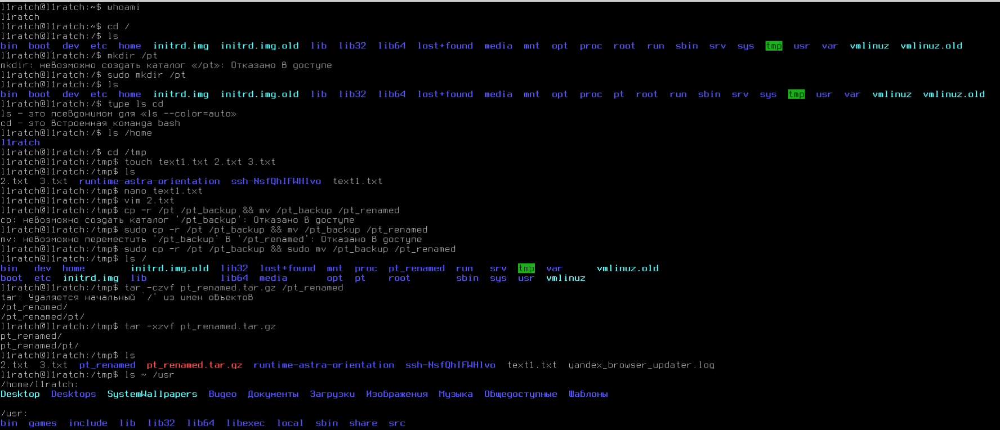 l1ratch@l1ratch:~$ whoami
l1ratch
l1ratch@l1ratch:~$ cd /
l1ratch@l1ratch:/$ ls
bin  boot  dev  etc  home  initrd.img  initrd.img.old  lib  lib32  lib64  lost+found  media  mnt  opt  proc  root  run  sbin  srv  sys  tmp  usr  var  vmlinuz  vmlinuz.old
l1ratch@l1ratch:/$ mkdir /pt
mkdir: невозможно создать каталог «/pt»: Отказано в доступе
l1ratch@l1ratch:/$ sudo mkdir /pt
l1ratch@l1ratch:/$ ls
bin  boot  dev  etc  home  initrd.img  initrd.img.old  lib  lib32  lib64  lost+found  media  mnt  opt  proc  pt  root  run  sbin  srv  sys  tmp  usr  var  vmlinuz  vmlinuz.old
l1ratch@l1ratch:/$ type ls cd
ls – это псевдонимом для «ls --color=auto»
cd – это встроенная команда bash
l1ratch@l1ratch:/$ ls /home
l1ratch
l1ratch@l1ratch:/$ cd /tmp
l1ratch@l1ratch:/tmp$ touch text1.txt 2.txt 3.txt
l1ratch@l1ratch:/tmp$ ls
2.txt  3.txt  runtime-astra-orientation  ssh-NsfQhIFWHlvo  text1.txt
l1ratch@l1ratch:/tmp$ nano text1.txt
l1ratch@l1ratch:/tmp$ vim 2.txt
l1ratch@l1ratch:/tmp$ cp -r /pt /pt_backup && mv /pt_backup /pt_renamed
cp: невозможно создать каталог '/pt_backup': Отказано в доступе
l1ratch@l1ratch:/tmp$ sudo cp -r /pt /pt_backup && mv /pt_backup /pt_renamed
mv: невозможно переместить '/pt_backup' в '/pt_renamed': Отказано в доступе
l1ratch@l1ratch:/tmp$ sudo cp -r /pt /pt_backup && sudo mv /pt_backup /pt_renamed
l1ratch@l1ratch:/tmp$ ls /
bin   dev  home        initrd.img.old  lib32  lost+found  mnt  proc  pt_renamed  run   srv  tmp  var      vmlinuz.old
boot  etc  initrd.img  lib             lib64  media       opt  pt    root        sbin  sys  usr  vmlinuz
l1ratch@l1ratch:/tmp$ tar -czvf pt_renamed.tar.gz /pt_renamed
tar: Удаляется начальный `/' из имен объектов
/pt_renamed/
/pt_renamed/pt/
l1ratch@l1ratch:/tmp$ tar -xzvf pt_renamed.tar.gz
pt_renamed/
pt_renamed/pt/
l1ratch@l1ratch:/tmp$ ls
2.txt  3.txt  pt_renamed  pt_renamed.tar.gz  runtime-astra-orientation  ssh-NsfQhIFWHlvo  text1.txt  yandex_browser_updater.log
l1ratch@l1ratch:/tmp$ ls ~ /usr
/home/l1ratch:
Desktop  Desktops  SystemWallpapers  Видео  Документы  Загрузки  Изображения  Музыка  Общедоступные  Шаблоны
/usr:
bin  games  include  lib  lib32  lib64  libexec  local  sbin  share  src